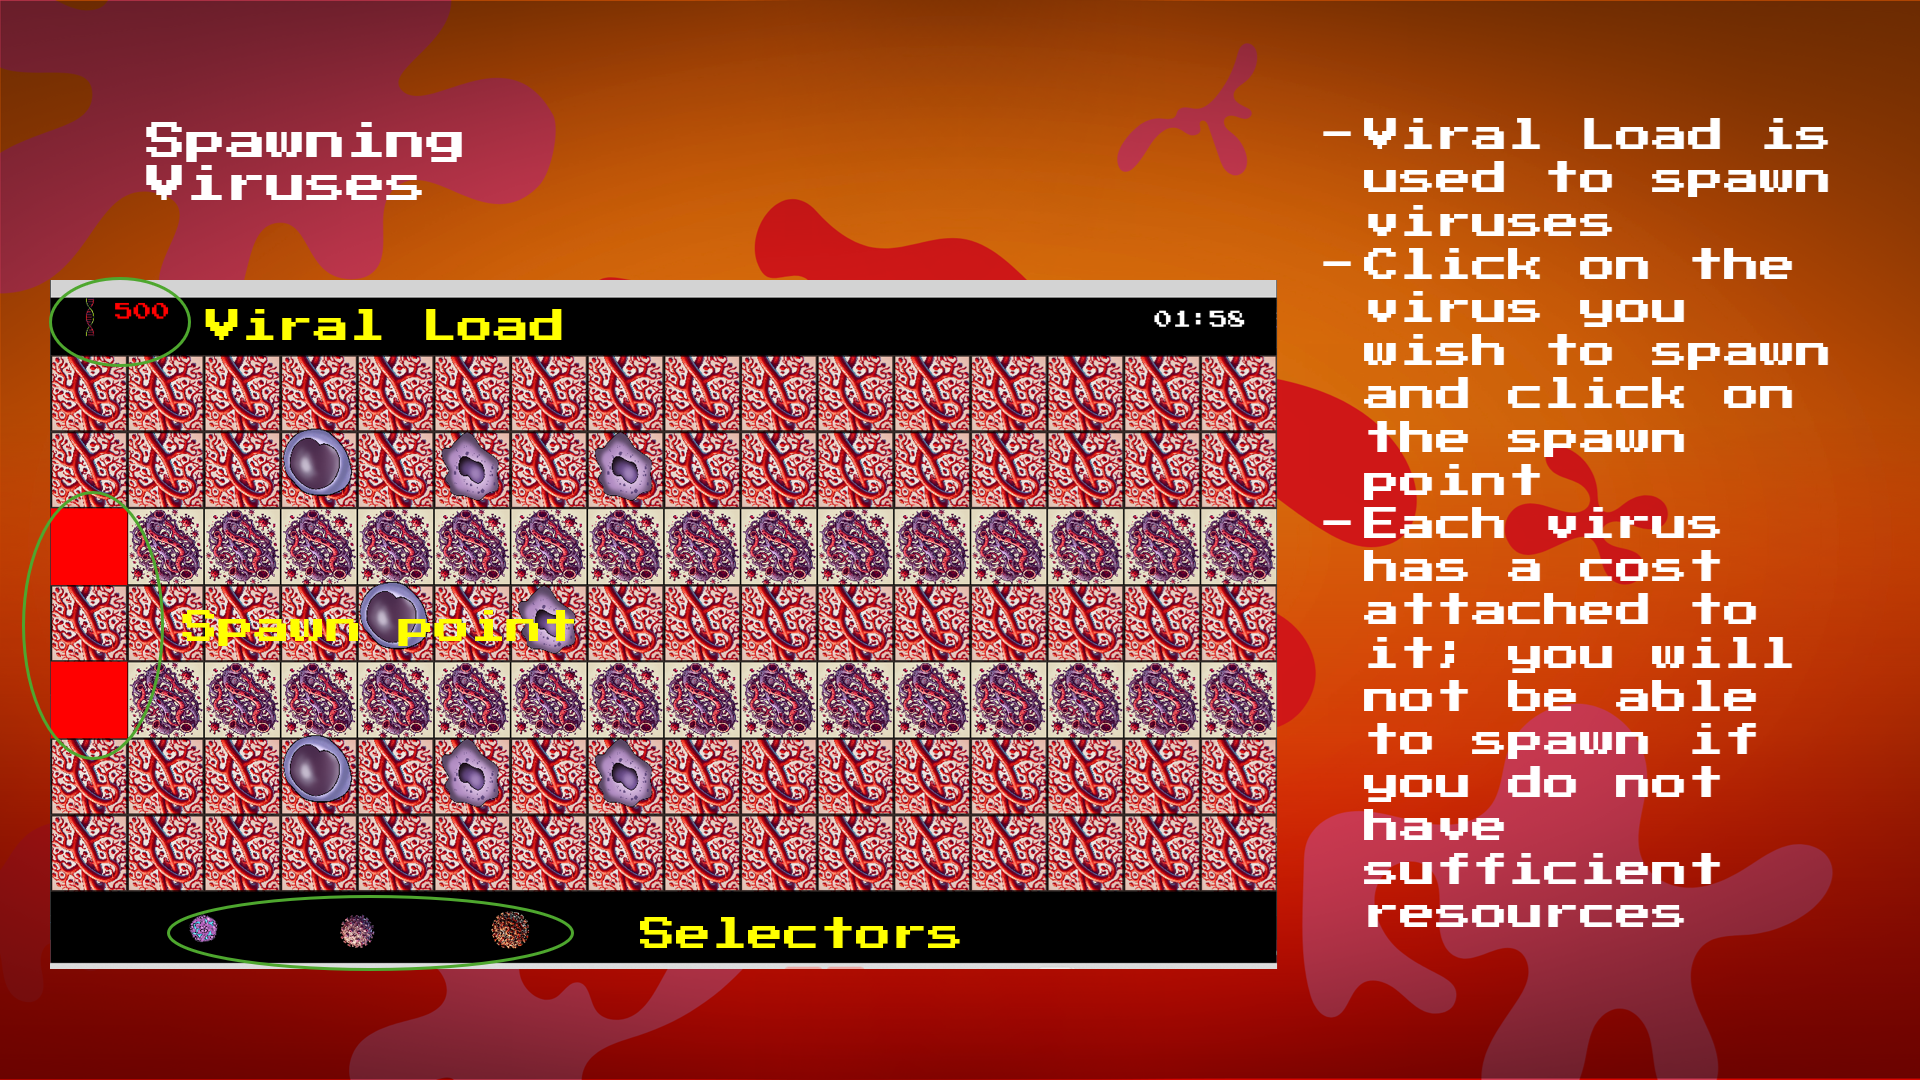 Spawning
Viruses
500
Viral Load
01:58
Spawn point
Selectors
-Viral Load is
used to spawn
viruses
-Click on the
virus you
wish to spawn
and click on
the spawn
point
-Each virus
has a cost
attached to
it; you will
not be able
to spawn if
you do not
have
sufficient
resources